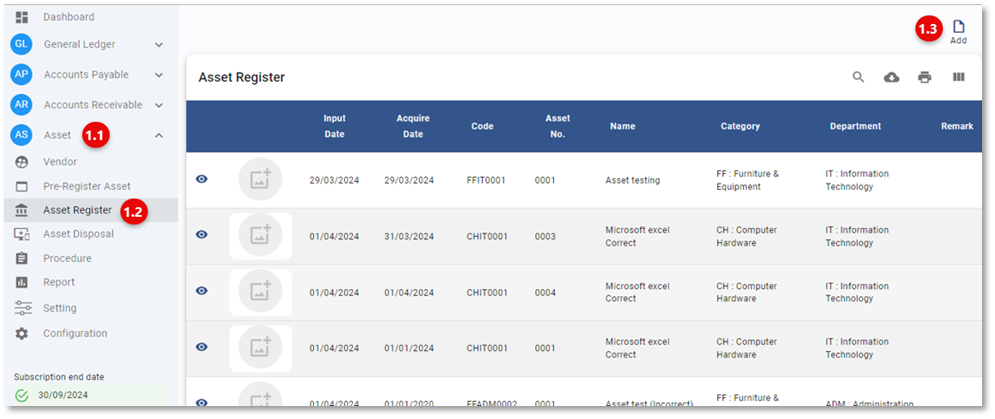 Dashboard
GL General Ledger
AP Accounts Payable
AR Accounts Receivable
AS Asset 1.1
Vendor
Pre-Register Asset
Asset Register 1.2
Asset Disposal
Procedure
Report
Setting
Configuration
Subscription end date
30/09/2024
1.3
Add
Asset Register
Input Date Acquire Date Code Asset No. Name Category Department Remark
29/03/2024 29/03/2024 FFIT0001 0001 Asset testing FF : Furniture & Equipment IT : Information Technology
01/04/2024 31/03/2024 CHIT0001 0003 Microsoft excel Correct CH : Computer Hardware IT : Information Technology
01/04/2024 01/04/2024 CHIT0001 0004 Microsoft excel Correct CH : Computer Hardware IT : Information Technology
01/04/2024 01/01/2024 CHIT0001 0001 Microsoft excel Correct CH : Computer Hardware IT : Information Technology
01/04/2024 01/01/2020 FFADM0002 0001 Asset test (Incorrect) FF : Furniture & ADM : Administration